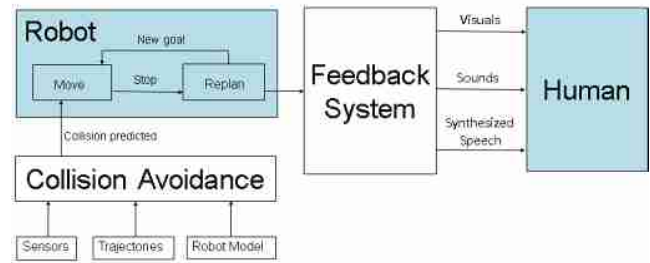 Robot
New goal
Move
Stop
Replan
Collision predicted
Collision Avoidance
Sensors
Trajectories
Robot Model
Feedback
System
Visuals
Sounds
Synthesized
Speech
Human